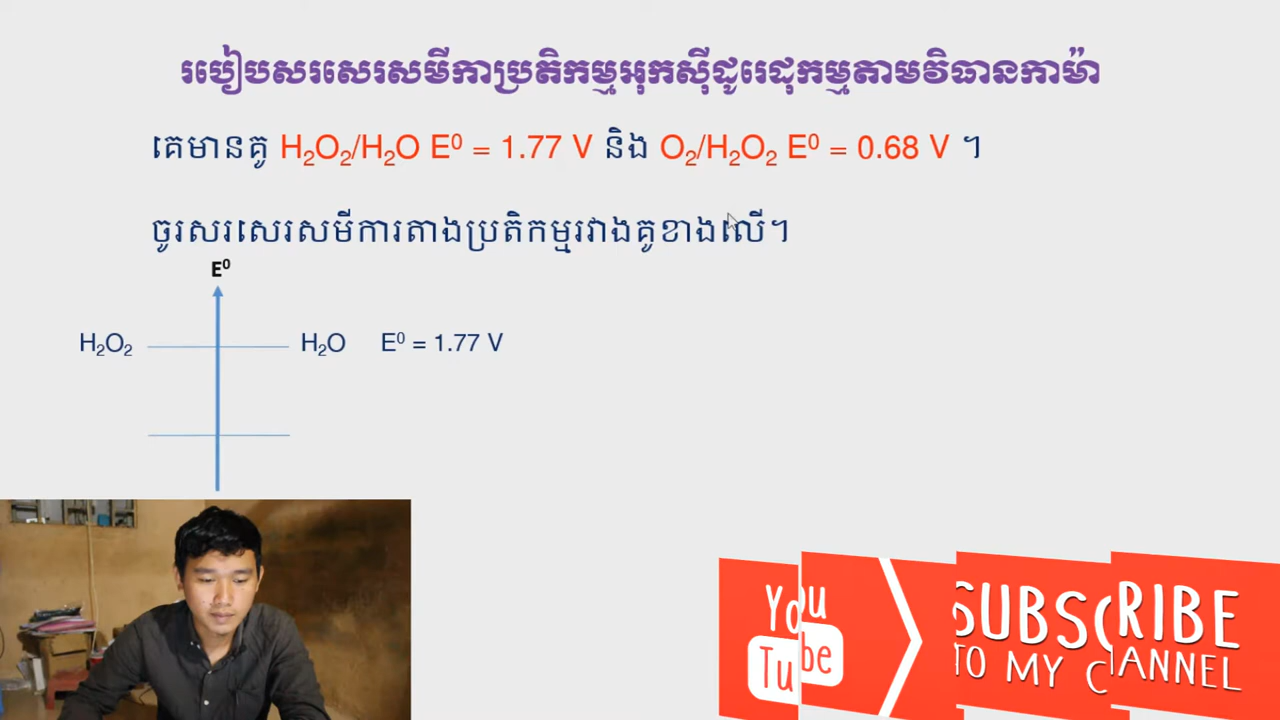 របៀបសរសេរសមីកាប្រតិកម្មអុកស៊ីដូរេដុកម្មតាមវិធានកាម៉ា
គេមានគូ H₂O₂/H₂O E⁰ = 1.77 V និង O₂/H₂O₂ E⁰ = 0.68 V ។
ចូរសរសេរសមីការតាងប្រតិកម្មរវាងគូខាងលើ។
E⁰
H₂O₂ H₂O E⁰ = 1.77 V
You Tube
SUBSCRIBE
TO MY CHANNEL